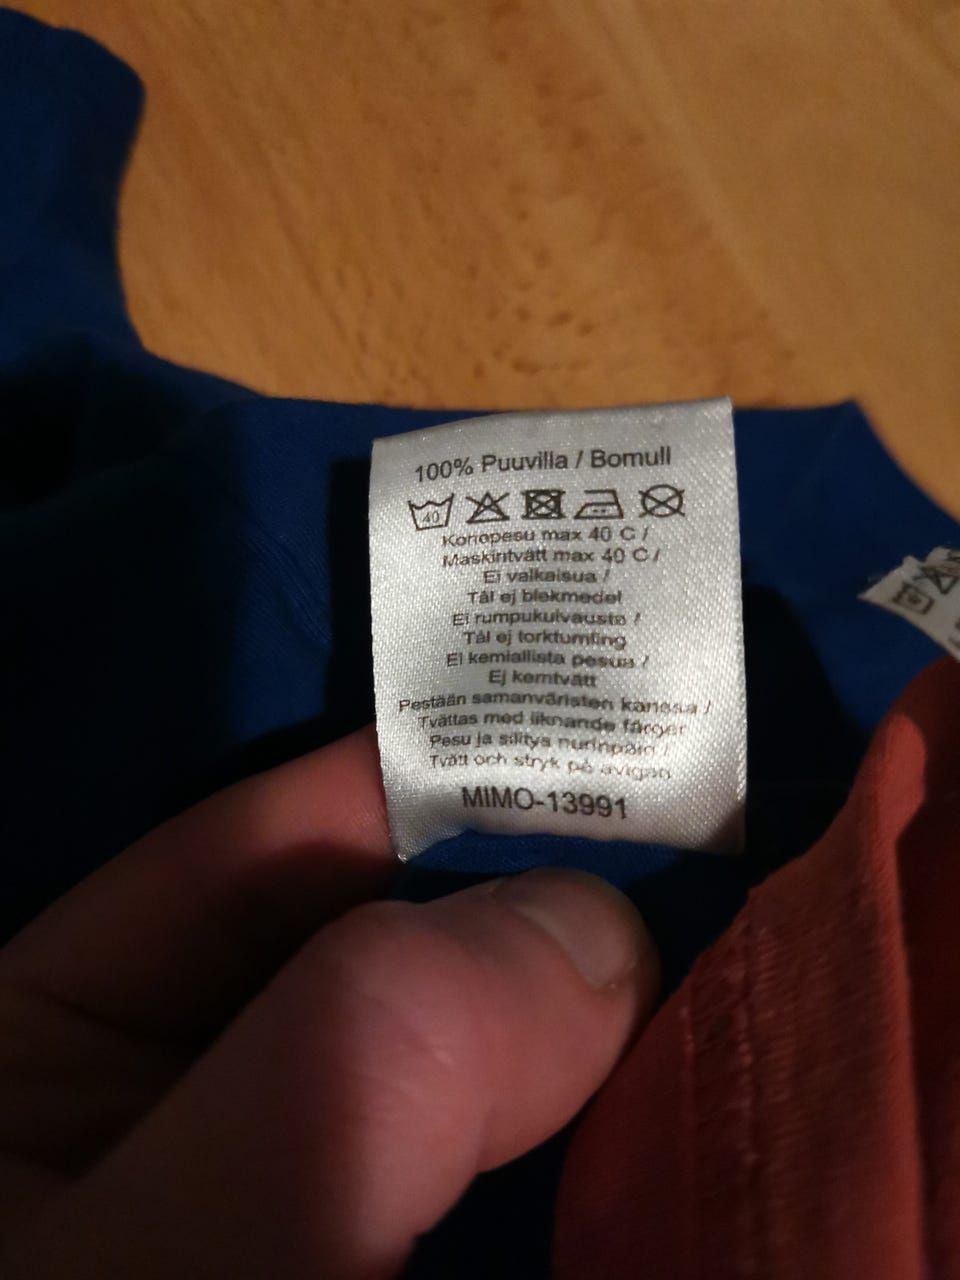 100% Puuvilla / Bomull
40
Konepesu max 40 C /
Maskintvätt max 40 C /
Ei valkaisua /
Tål ej blekmedel
Ei rumpukuivausta /
Tål ej torktumling
Ei kemiallista pesua /
Ej kemtvätt
Pestään samanväristen kanssa /
Tvättas med liknande färger
Pesu ja silitys nurinpäin /
Tvätt och stryk på avigan
MIMO-13991